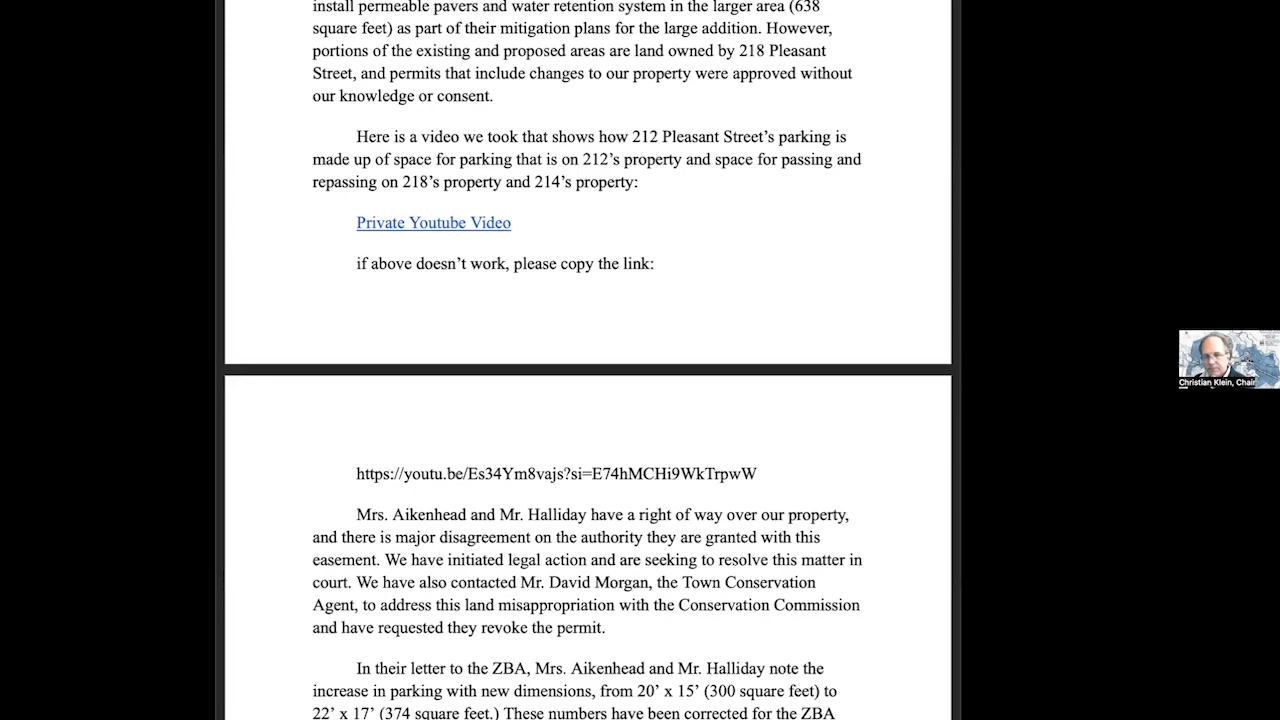 install permeable pavers and water retention system in the larger area (638
square feet) as part of their mitigation plans for the large addition. However,
portions of the existing and proposed areas are land owned by 218 Pleasant
Street, and permits that include changes to our property were approved without
our knowledge or consent.
Here is a video we took that shows how 212 Pleasant Street’s parking is
made up of space for parking that is on 212’s property and space for passing and
repassing on 218’s property and 214’s property:
Private Youtube Video
if above doesn’t work, please copy the link:
https://youtu.be/Es34Ym8vajs?si=E74hMCHi9WkTrpwW
Mrs. Aikenhead and Mr. Halliday have a right of way over our property,
and there is major disagreement on the authority they are granted with this
easement. We have initiated legal action and are seeking to resolve this matter in
court. We have also contacted Mr. David Morgan, the Town Conservation
Agent, to address this land misappropriation with the Conservation Commission
and have requested they revoke the permit.
In their letter to the ZBA, Mrs. Aikenhead and Mr. Halliday note the
increase in parking with new dimensions, from 20’ x 15’ (300 square feet) to
22’ x 17’ (374 square feet.) These numbers have been corrected for the ZBA
Christian Klein, Chair